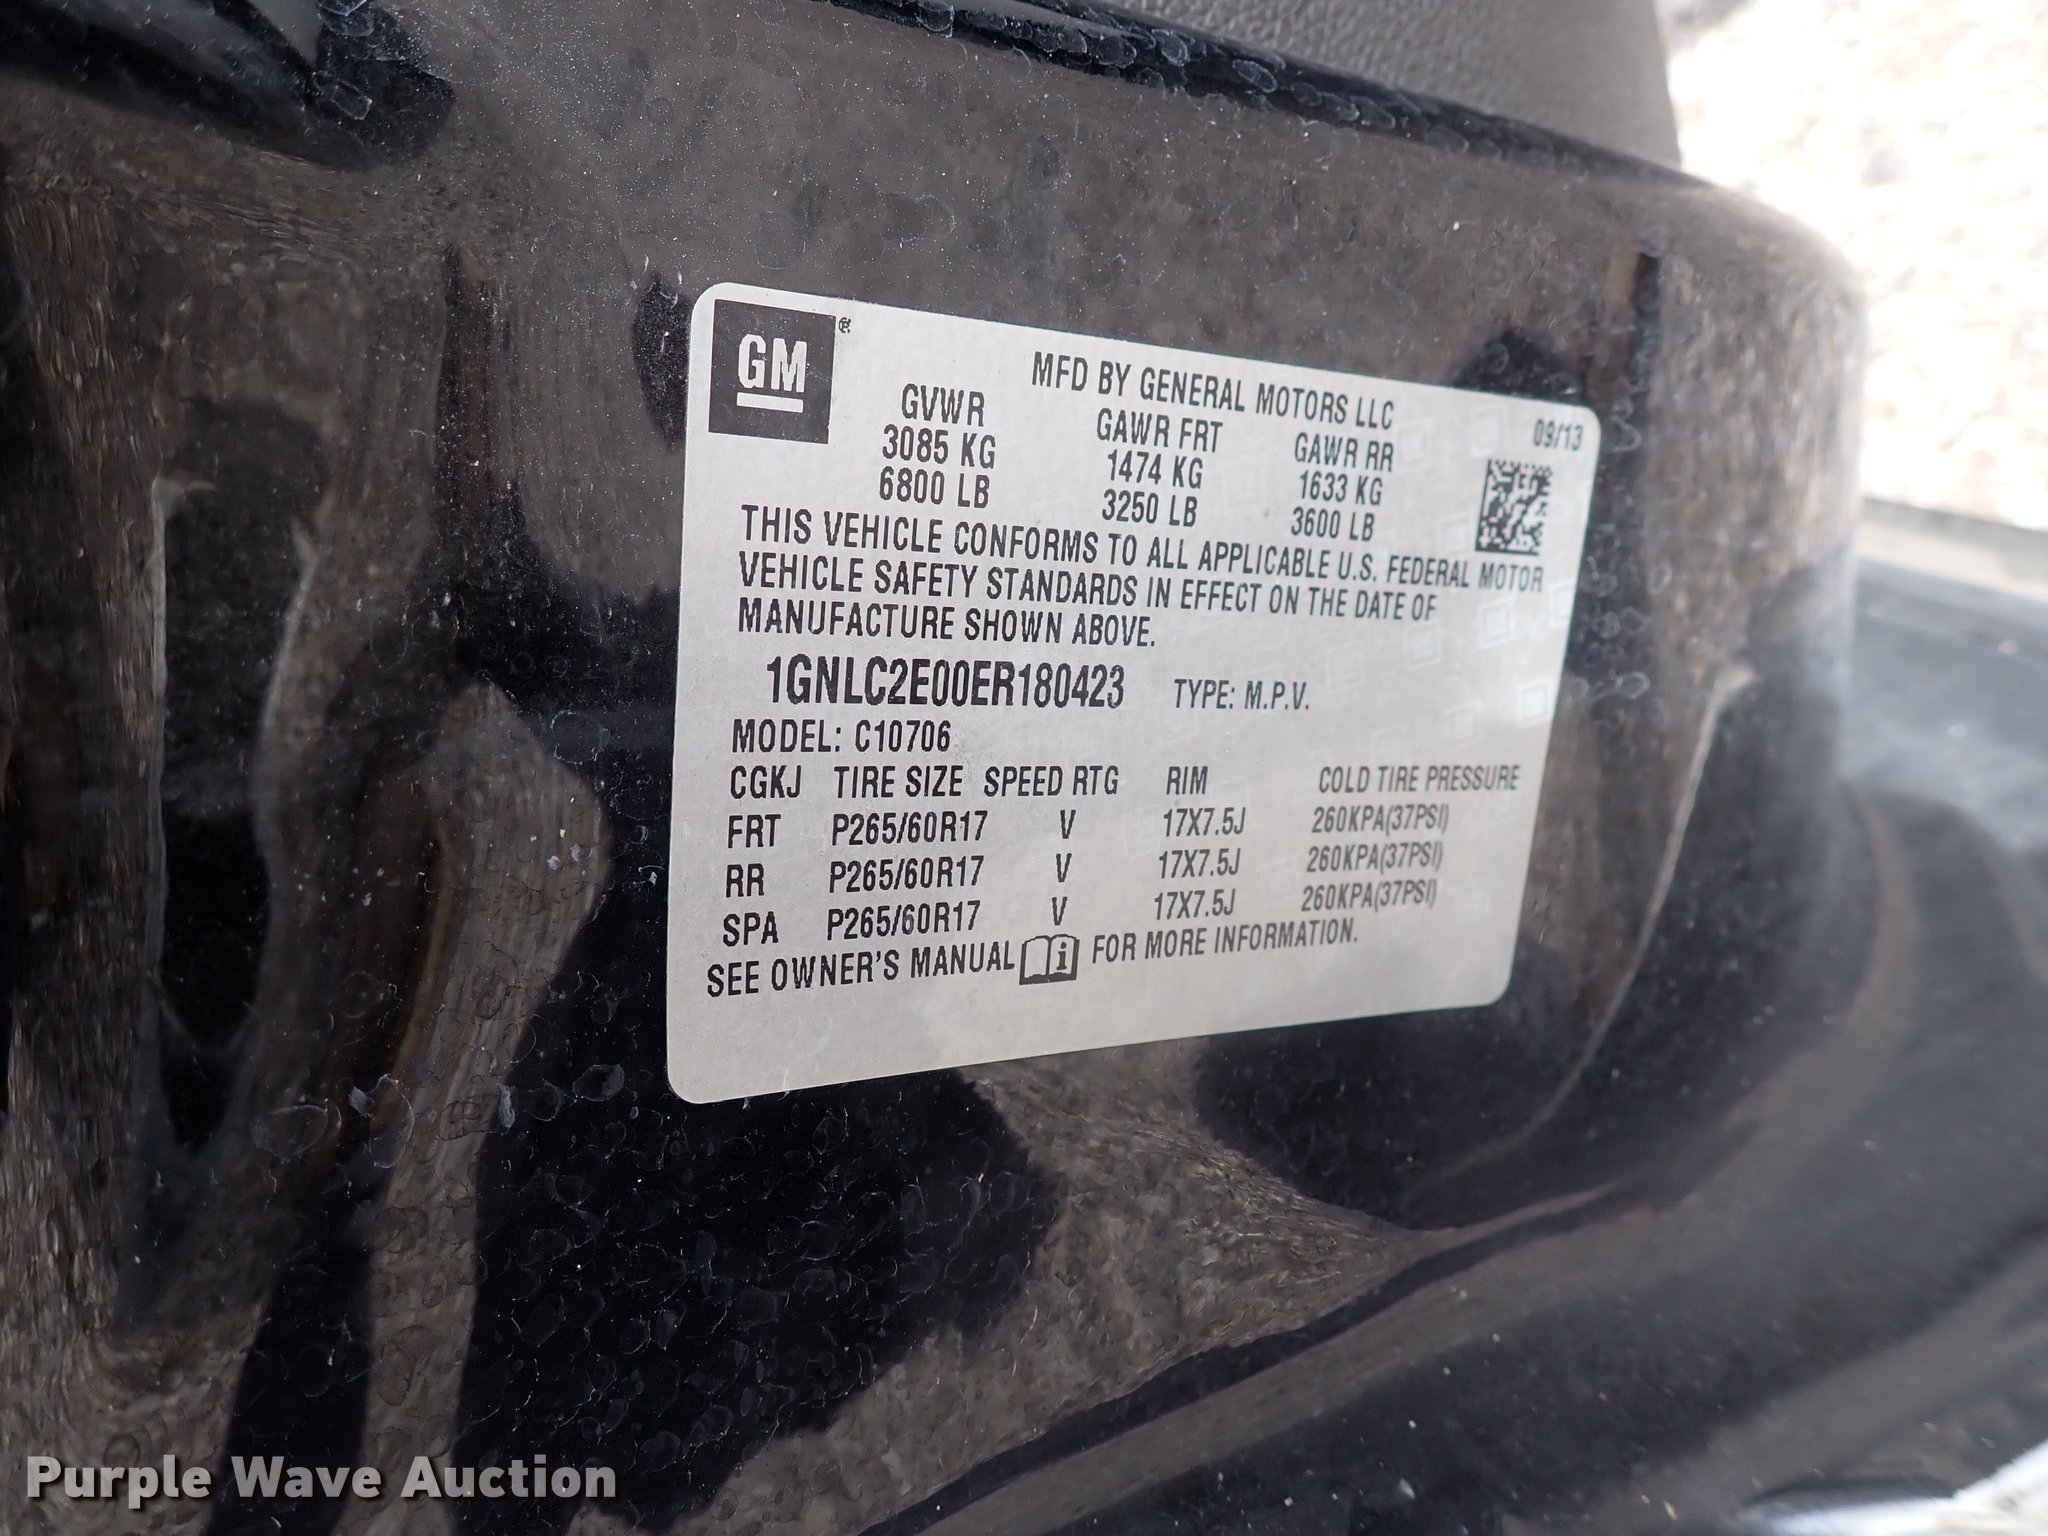 GM®
MFD BY GENERAL MOTORS LLC
09/13
GVWR GAWR FRT GAWR RR
3085 KG 1474 KG 1633 KG
6800 LB 3250 LB 3600 LB
THIS VEHICLE CONFORMS TO ALL APPLICABLE U.S. FEDERAL MOTOR
VEHICLE SAFETY STANDARDS IN EFFECT ON THE DATE OF
MANUFACTURE SHOWN ABOVE.
1GNLC2E00ER180423 TYPE: M.P.V.
MODEL: C10706
CGKJ TIRE SIZE SPEED RTG RIM COLD TIRE PRESSURE
FRT P265/60R17 V 17X7.5J 260KPA(37PSI)
RR P265/60R17 V 17X7.5J 260KPA(37PSI)
SPA P265/60R17 V 17X7.5J 260KPA(37PSI)
SEE OWNER'S MANUAL i FOR MORE INFORMATION.
Purple Wave Auction